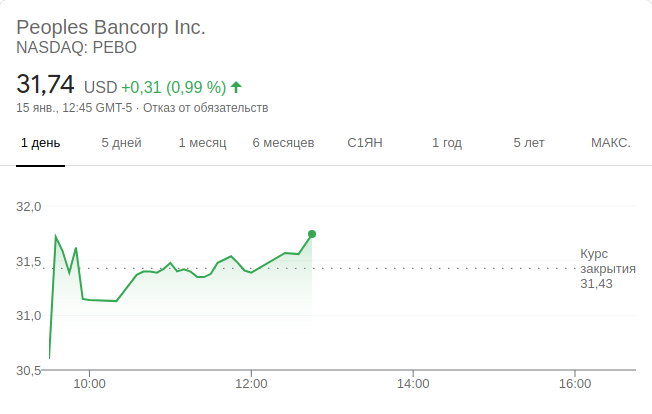 Peoples Bancorp Inc.
NASDAQ: PEBO
31,74 USD +0,31 (0,99 %)
15 янв., 12:45 GMT-5 · Отказ от обязательств
1 день 5 дней 1 месяц 6 месяцев С1ЯН 1 год 5 лет МАКС.
32,0
31,5
Курс
закрытия
31,43
31,0
30,5
10:00 12:00 14:00 16:00